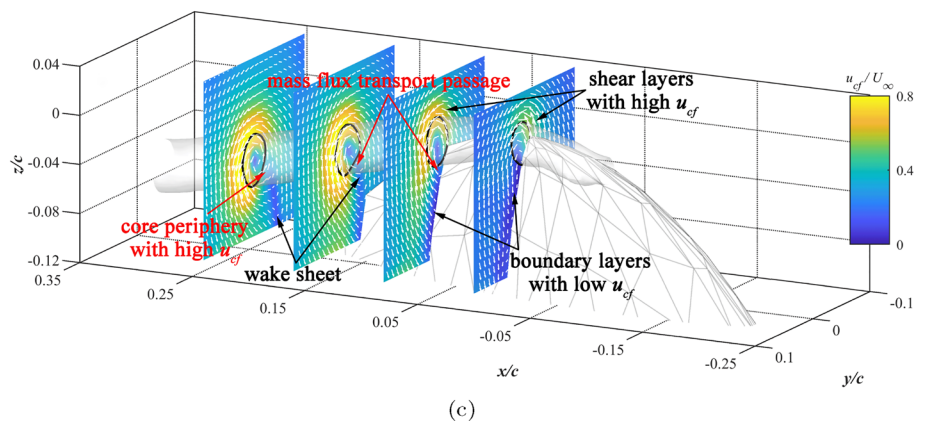 mass flux transport passage
shear layers
with high u_cf
u_cf/U_∞
0.8
0.4
0
z/c
0.04
0
-0.04
-0.08
-0.12
core periphery
with high u_cf
wake sheet
boundary layers
with low u_cf
0.35
0.25
0.15
0.05
-0.05
-0.15
-0.25
x/c
-0.1
0
0.1
y/c
(c)